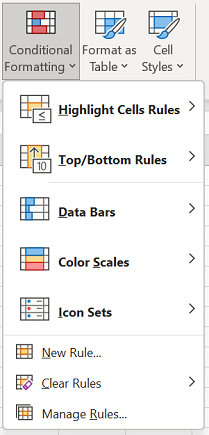 Conditional Format as Cell
Formatting Table Styles
≤ Highlight Cells Rules
10 Top/Bottom Rules
Data Bars
Color Scales
Icon Sets
New Rule...
Clear Rules
Manage Rules...